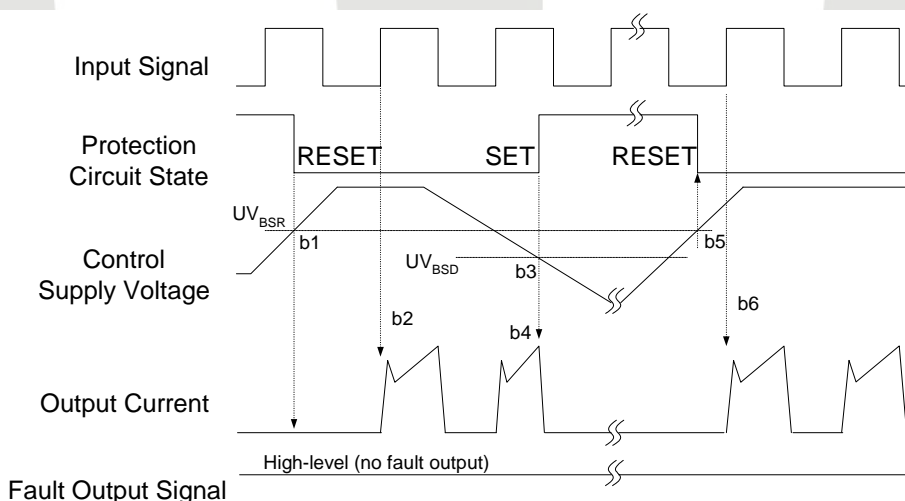 Input Signal
Protection
Circuit State
RESET
SET
RESET
UV_BSR
b1
b5
Control
Supply Voltage
UV_BSD
b3
b2
b4
b6
Output Current
High-level (no fault output)
Fault Output Signal